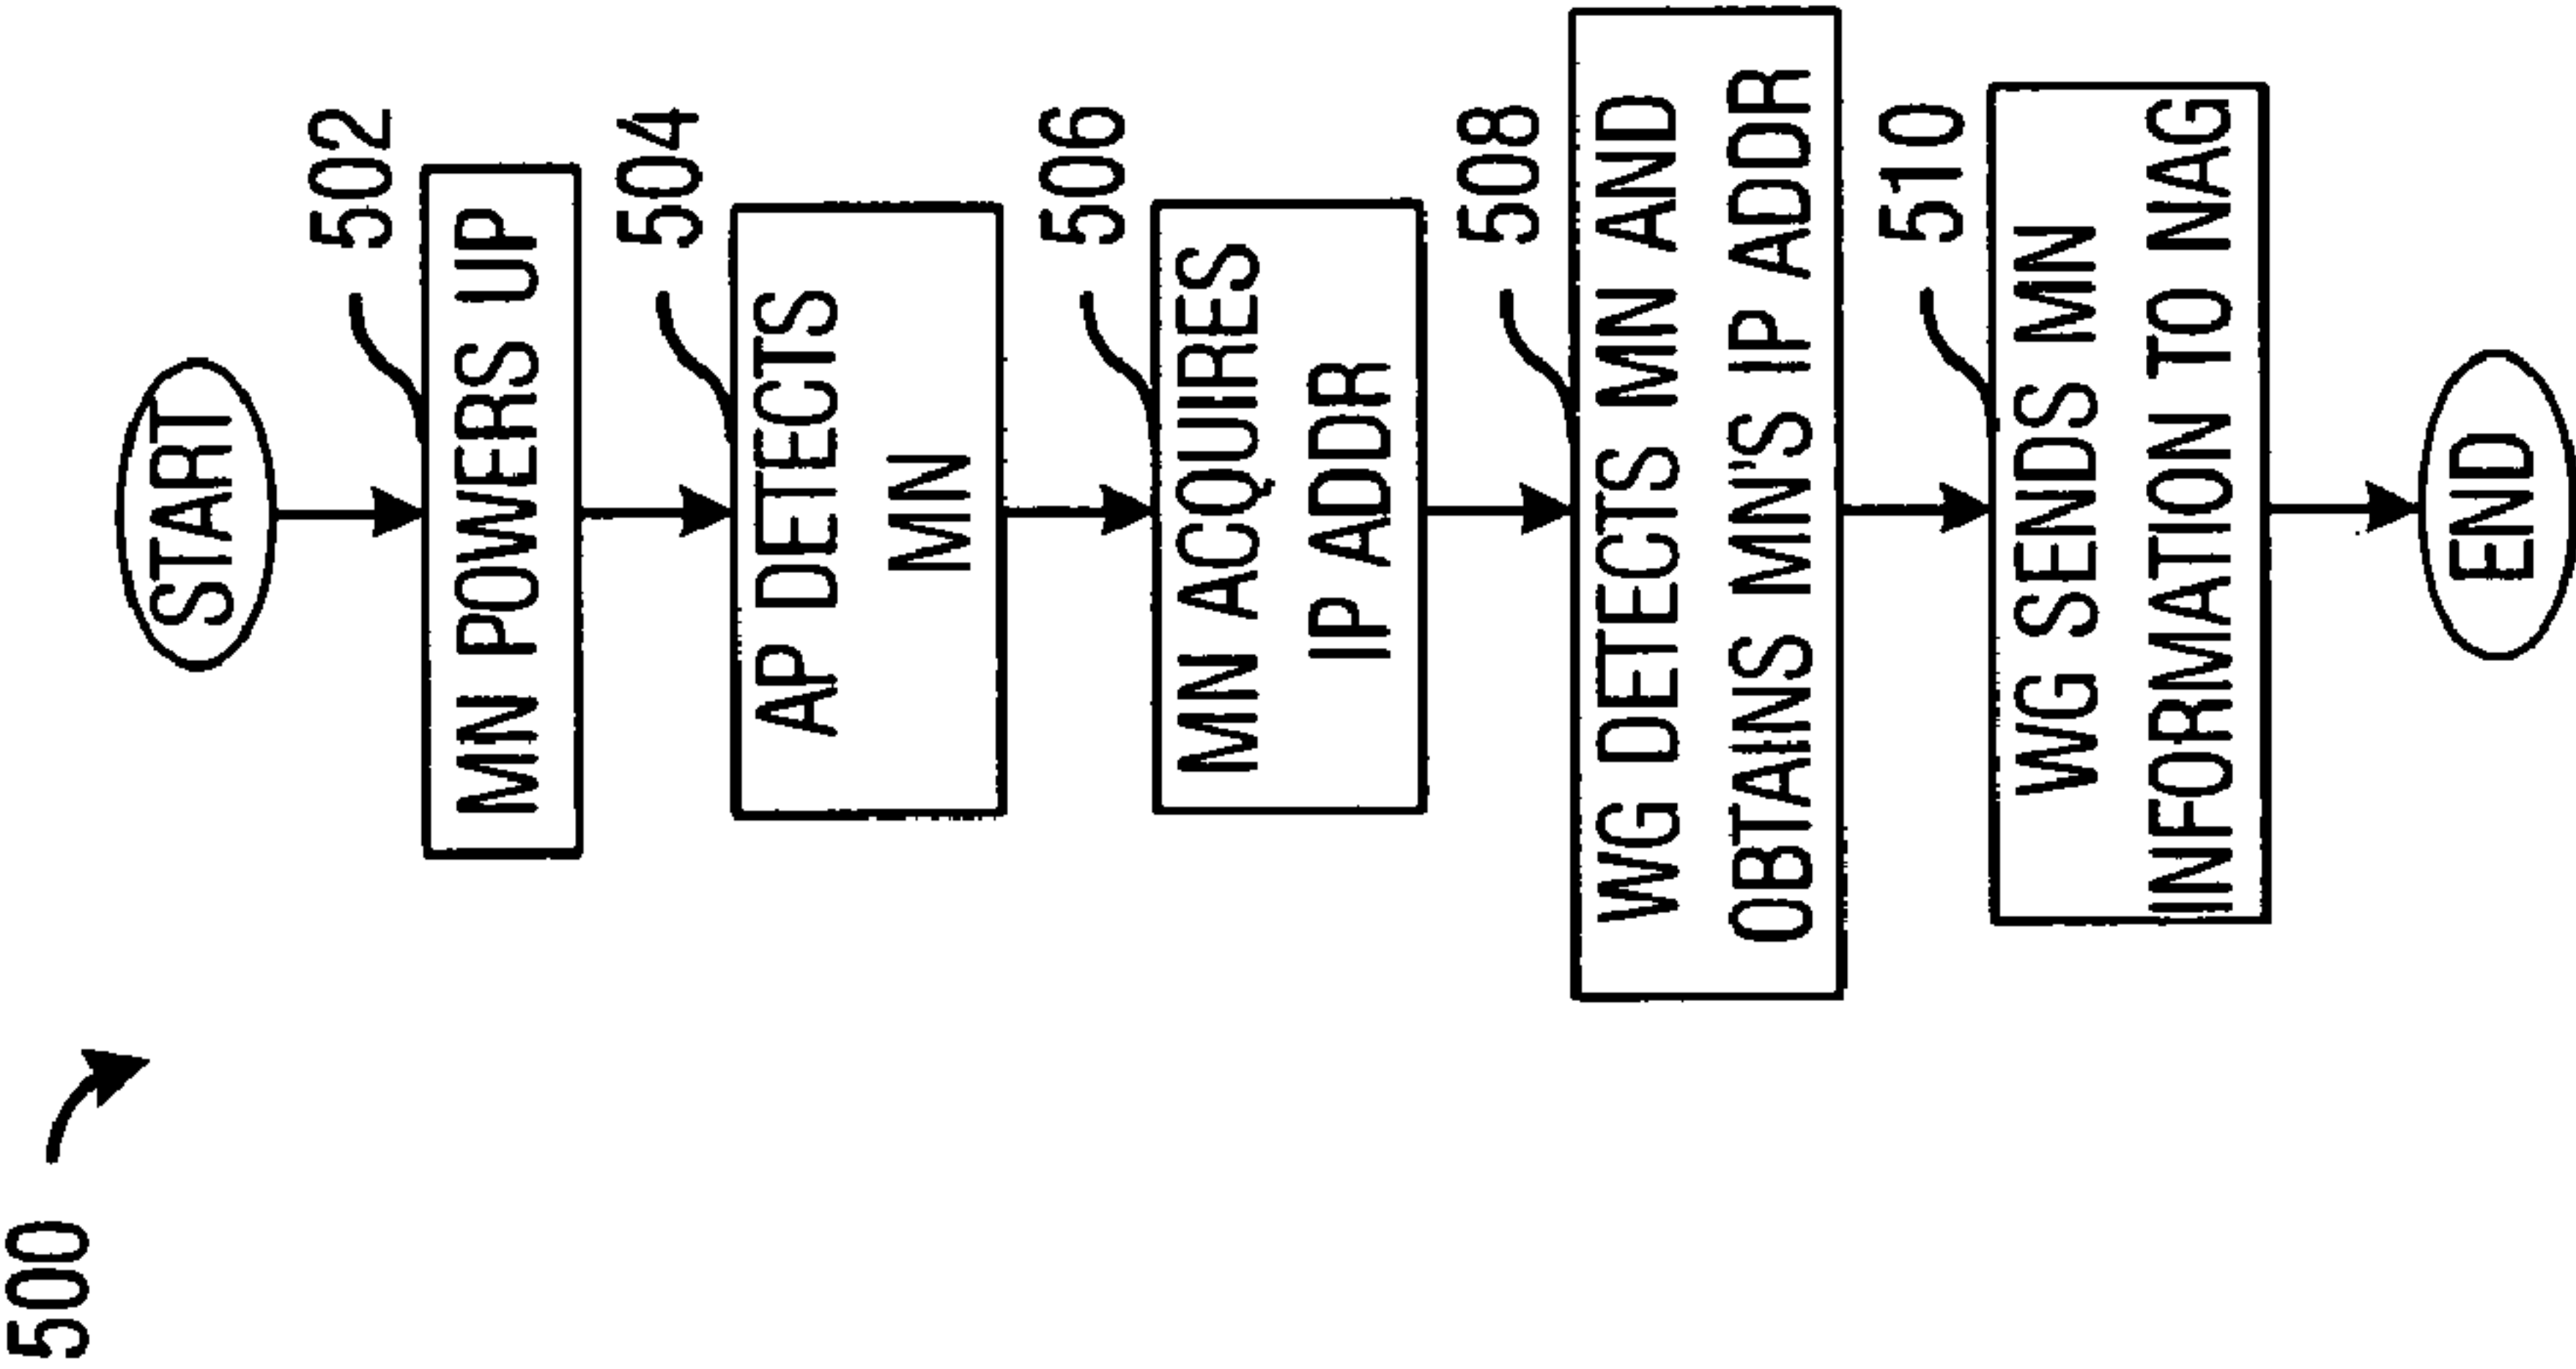 500
START
502
MN POWERS UP
504
AP DETECTS
MN
506
MN ACQUIRES
IP ADDR
508
WG DETECTS MN AND
OBTAINS MN'S IP ADDR
510
WG SENDS MN
INFORMATION TO NAG
END